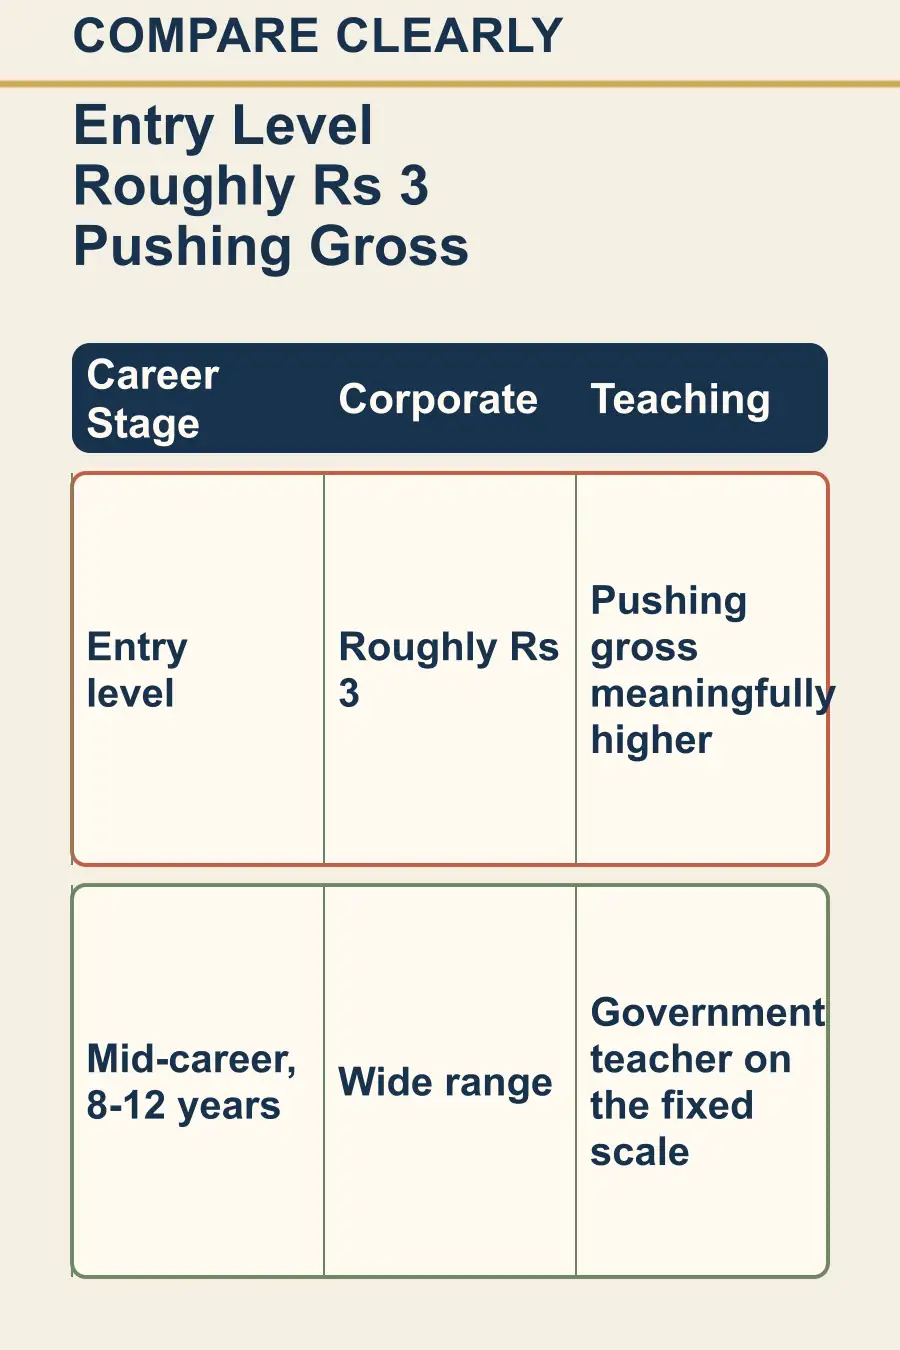 COMPARE CLEARLY
Entry Level
Roughly Rs 3
Pushing Gross
Career
Stage
Corporate
Teaching
Entry
level
Roughly Rs
3
Pushing
gross
meaningfully
higher
Mid-career,
8-12 years
Wide range
Government
teacher on
the fixed
scale